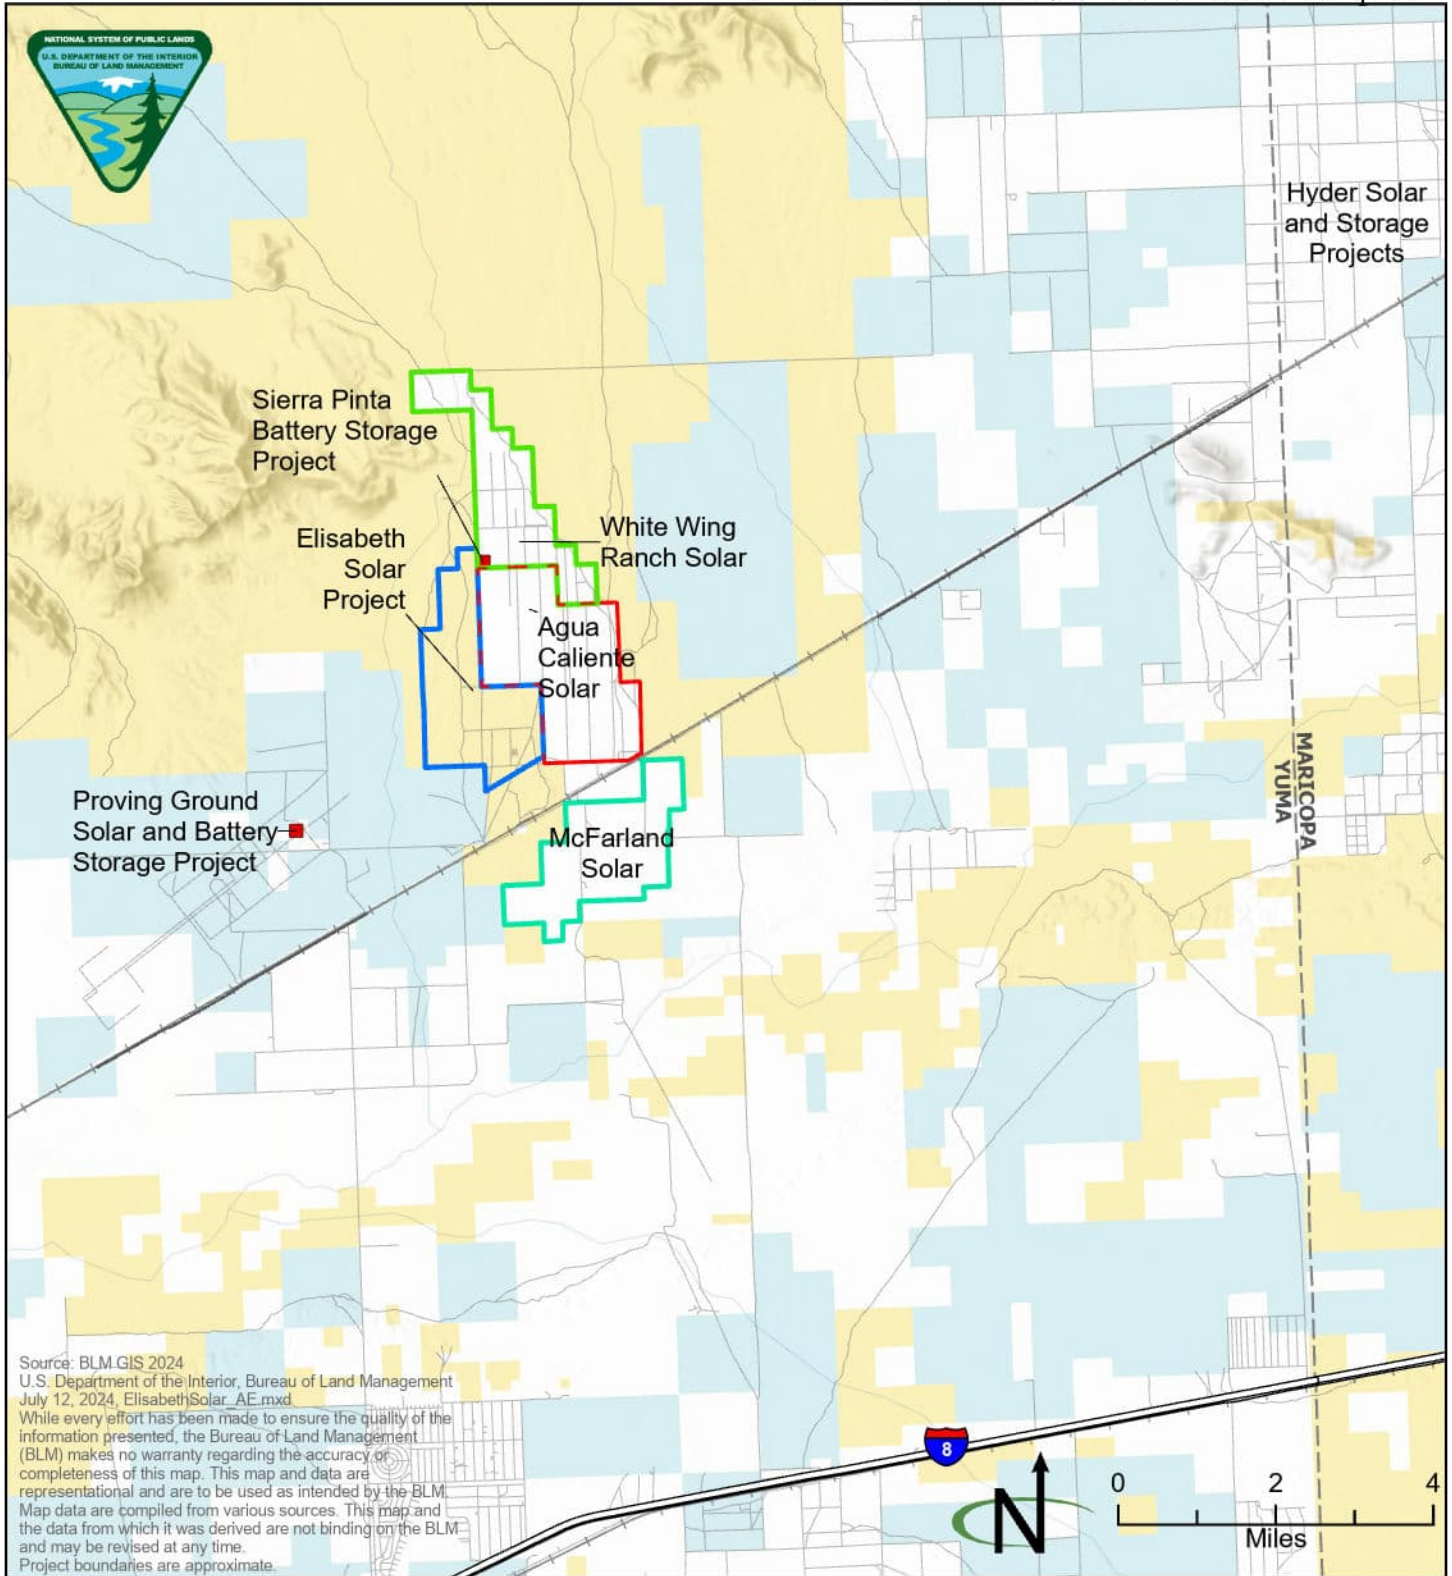 NATIONAL SYSTEM OF PUBLIC LANDS
U.S. DEPARTMENT OF THE INTERIOR
BUREAU OF LAND MANAGEMENT
Hyder Solar
and Storage
Projects
Sierra Pinta
Battery Storage
Project
White Wing
Ranch Solar
Elisabeth
Solar
Project
Agua
Caliente
Solar
MARICOPA
YUMA
Proving Ground
Solar and Battery
Storage Project
McFarland
Solar
Source: BLM GIS 2024
U.S. Department of the Interior, Bureau of Land Management
July 12, 2024, ElisabethSolar_AE.mxd
While every effort has been made to ensure the quality of the
information presented, the Bureau of Land Management
(BLM) makes no warranty regarding the accuracy or
completeness of this map. This map and data are
representational and are to be used as intended by the BLM.
Map data are compiled from various sources. This map and
the data from which it was derived are not binding on the BLM
and may be revised at any time.
Project boundaries are approximate.
8
N
0 2 4
Miles